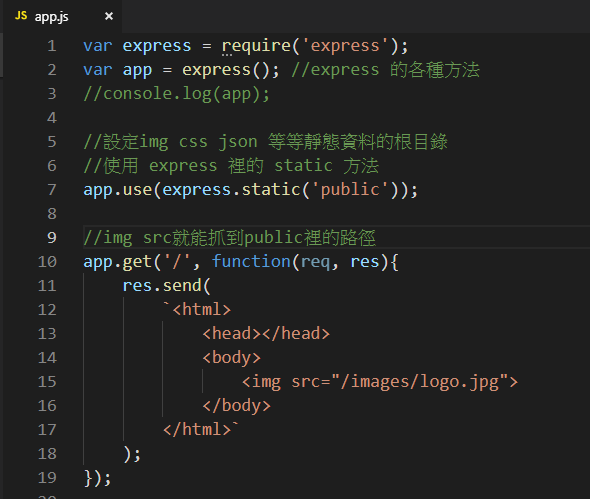 JS app.js ×
1 var express = require('express');
2 var app = express(); //express 的各種方法
3 //console.log(app);
4
5 //設定img css json 等等靜態資料的根目錄
6 //使用 express 裡的 static 方法
7 app.use(express.static('public'));
8
9 //img src就能抓到public裡的路徑
10 app.get('/', function(req, res){
11     res.send(
12         `<html>
13             <head></head>
14             <body>
15                 <img src="/images/logo.jpg">
16             </body>
17         </html>`
18     );
19 });